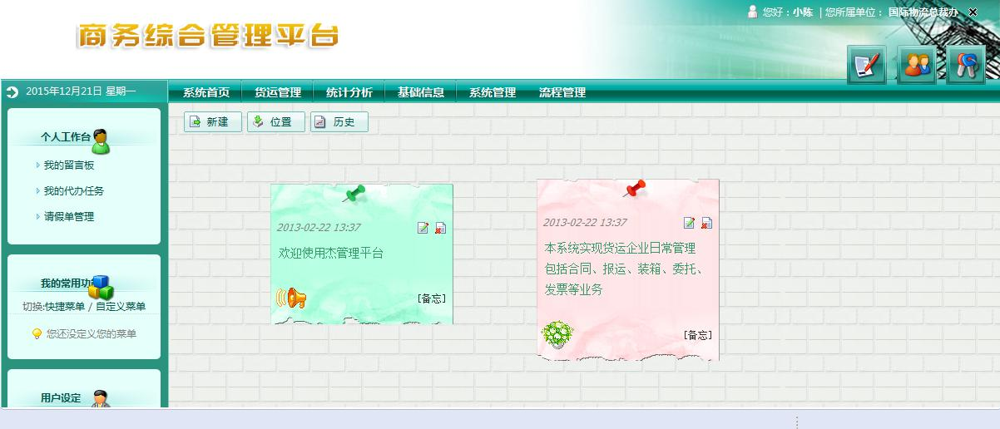 您好：小陈 | 您所属单位： 国际物流总裁办
商务综合管理平台
2015年12月21日 星期一
系统首页 货运管理 统计分析 基础信息 系统管理 流程管理
新建 位置 历史
个人工作台
我的留言板
我的代办任务
请假单管理
我的常用功
切换:快捷菜单 / 自定义菜单
您还没定义您的菜单
用户设定
2013-02-22 13:37
欢迎使用杰管理平台
[备忘]
2013-02-22 13:37
本系统实现货运企业日常管理
包括合同、报运、装箱、委托、
发票等业务
[备忘]